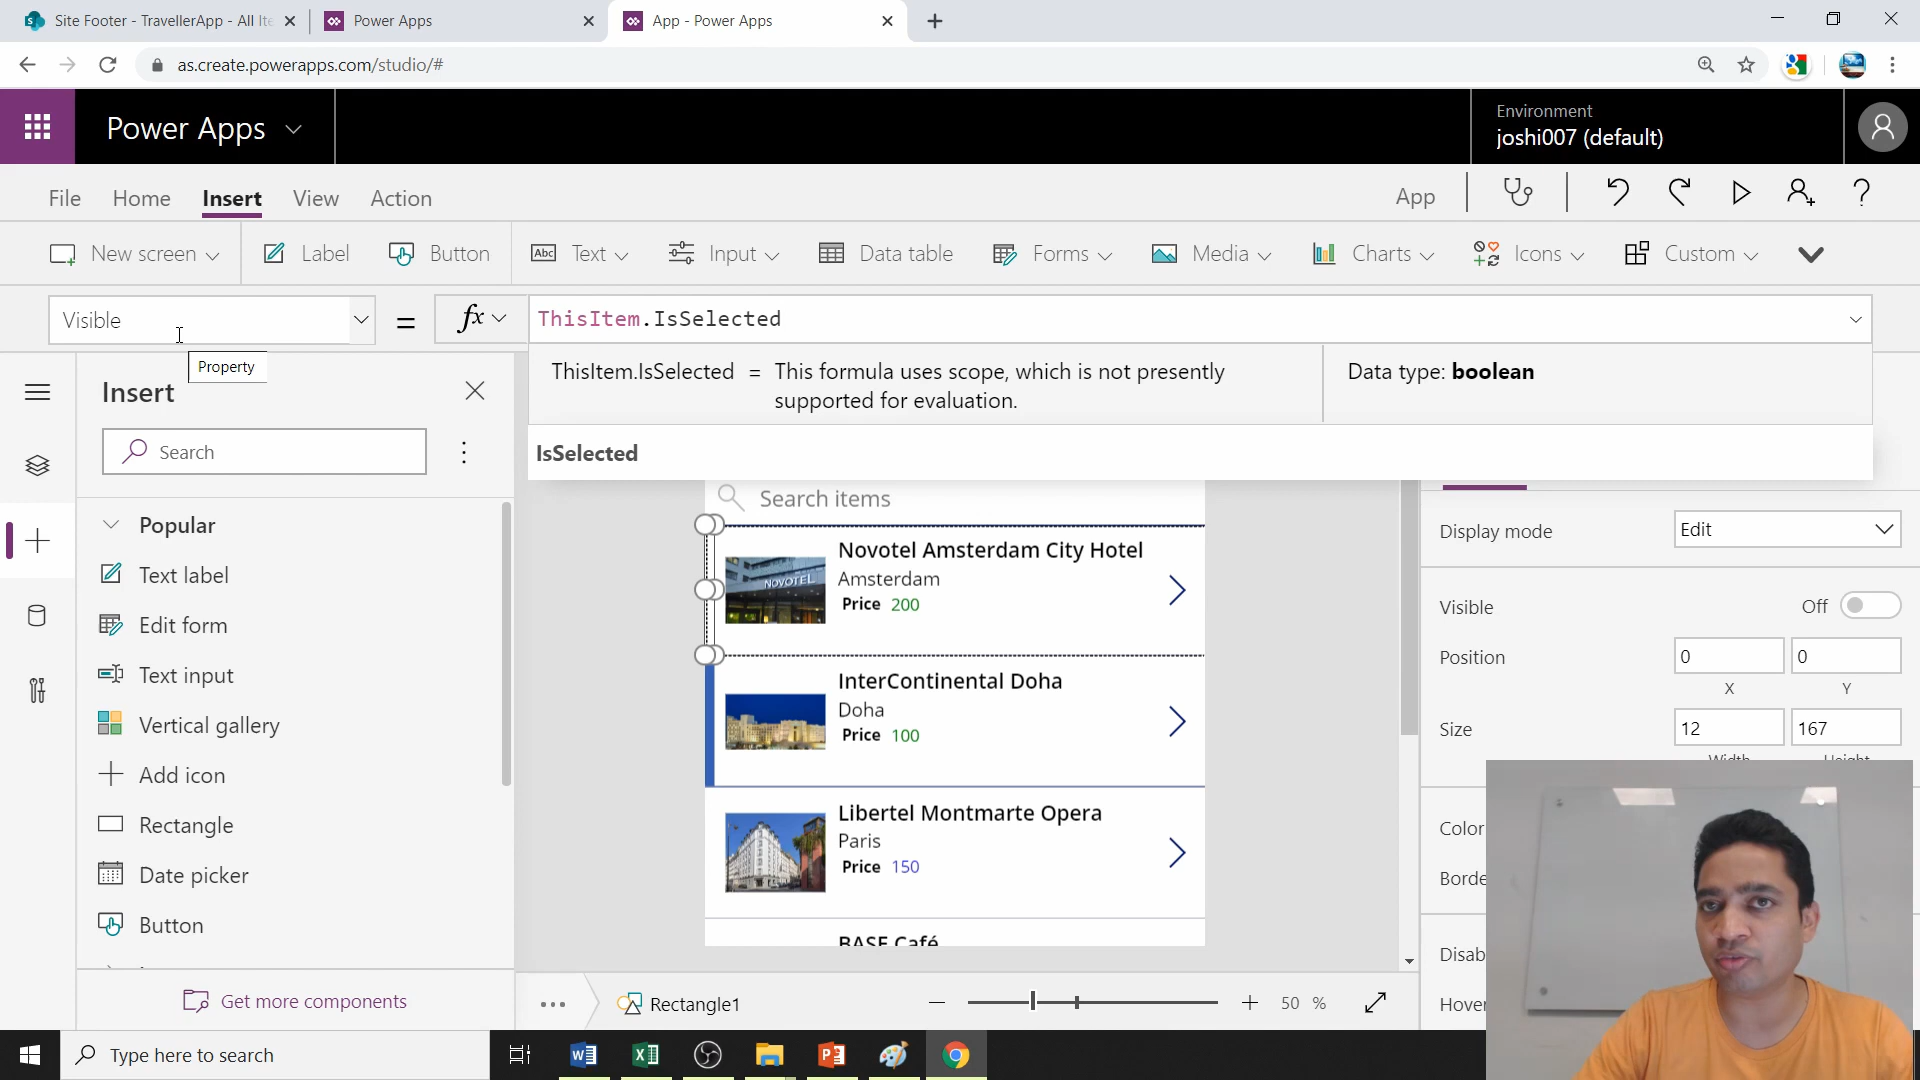 Site Footer - TravellerApp - All Ite
Power Apps
App - Power Apps
as.create.powerapps.com/studio/#
Power Apps
Environment
joshi007 (default)
File
Home
Insert
View
Action
App
New screen
Label
Button
Abc
Text
Input
Data table
Forms
Media
Charts
Icons
Custom
Visible
=
fx
ThisItem.IsSelected
Property
ThisItem.IsSelected = This formula uses scope, which is not presently
supported for evaluation.
Data type: boolean
IsSelected
Insert
Search
Popular
Text label
Edit form
Text input
Vertical gallery
Add icon
Rectangle
Date picker
Button
Get more components
Search items
Novotel Amsterdam City Hotel
Amsterdam
Price 200
NOVOTEL
InterContinental Doha
Doha
Price 100
Libertel Montmarte Opera
Paris
Price 150
BASE Café
Rectangle1
50 %
Display mode
Edit
Visible
Off
Position
0
0
X
Y
Size
12
167
Width
Height
Color
Borde
Disab
Hover
Type here to search